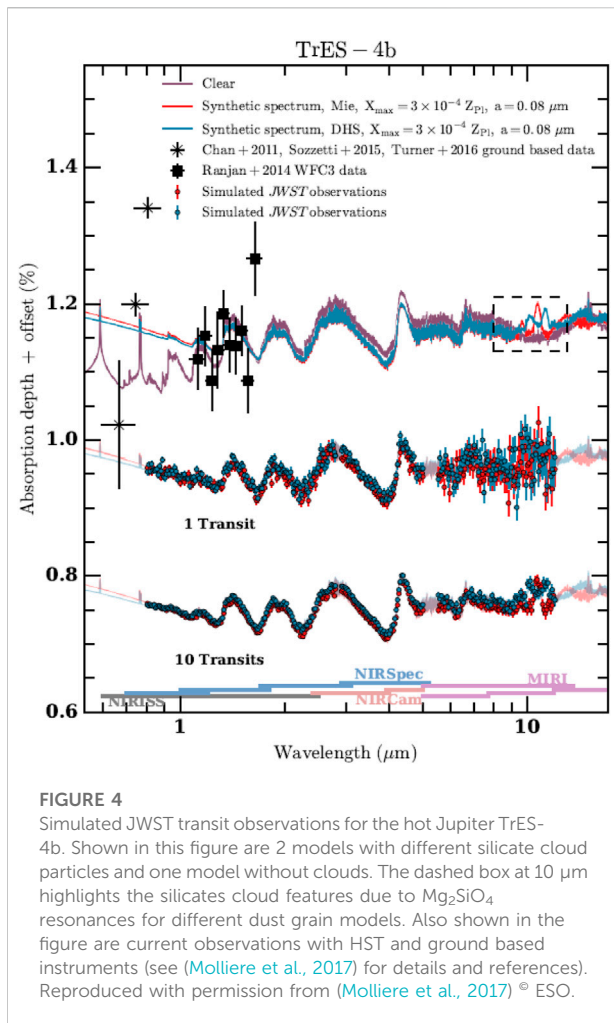 TrES – 4b
Clear
Synthetic spectrum, Mie, X_max = 3 × 10⁻⁴ Z_Pl, a = 0.08 μm
Synthetic spectrum, DHS, X_max = 3 × 10⁻⁴ Z_Pl, a = 0.08 μm
Chan+2011, Sozzetti+2015, Turner+2016 ground based data
Ranjan+2014 WFC3 data
Simulated JWST observations
Simulated JWST observations
Absorption depth + offset (%)
1.4
1.2
1.0
0.8
0.6
1 Transit
10 Transits
NIRSpec
MIRI
NIRISS
NIRCam
1
10
Wavelength (μm)
FIGURE 4
Simulated JWST transit observations for the hot Jupiter TrES-
4b. Shown in this figure are 2 models with different silicate cloud
particles and one model without clouds. The dashed box at 10 μm
highlights the silicates cloud features due to Mg₂SiO₄
resonances for different dust grain models. Also shown in the
figure are current observations with HST and ground based
instruments (see (Molliere et al., 2017) for details and references).
Reproduced with permission from (Molliere et al., 2017) © ESO.